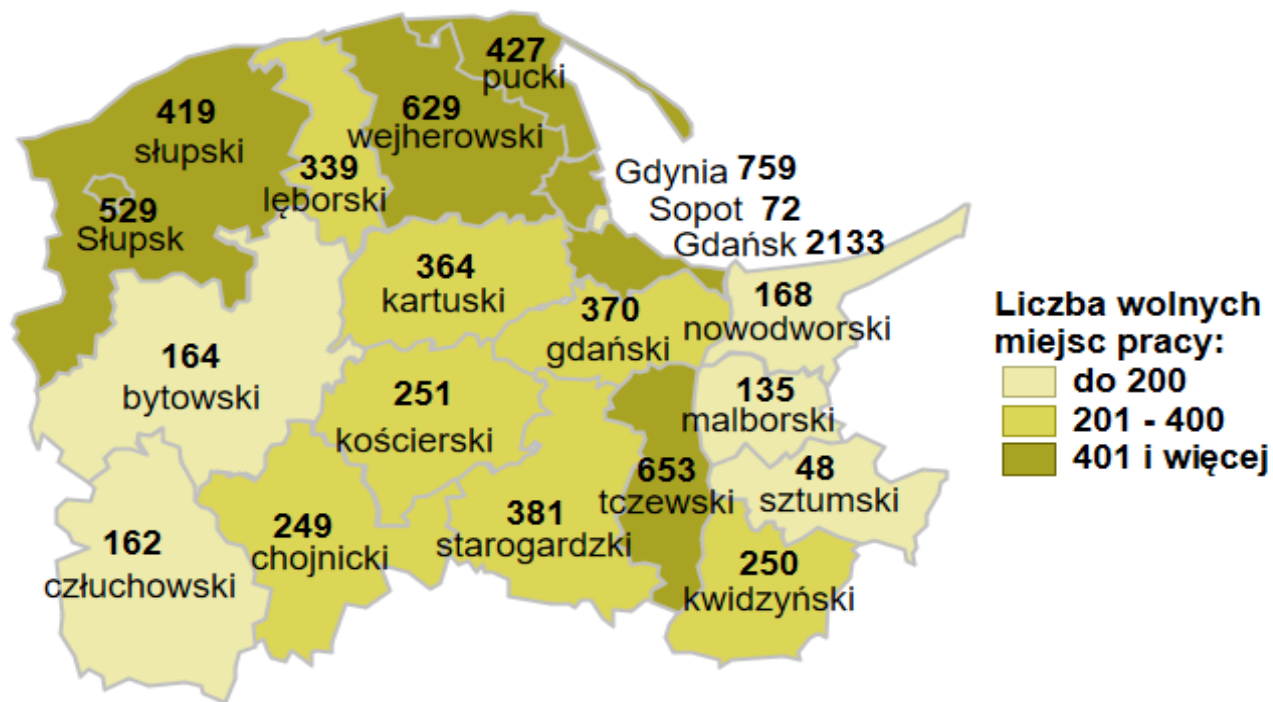 427
pucki
419
słupski
629
wejherowski
339
lęborski
Gdynia 759
Sopot 72
Gdańsk 2133
529
Słupsk
364
kartuski
370
gdański
168
nowodworski
164
bytowski
251
kościerski
135
malborski
653
tczewski
48
sztumski
162
człuchowski
249
chojnicki
381
starogardzki
250
kwidzyński
Liczba wolnych
miejsc pracy:
do 200
201 - 400
401 i więcej